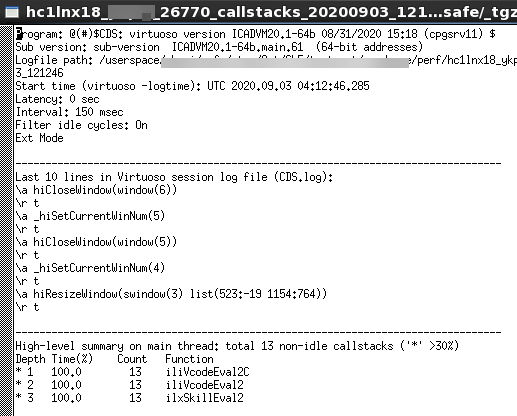 hc1lnx18_ _26770_callstacks_20200903_121...safe/_tgz
Program: @(#)$CDS: virtuoso version ICADVM20.1-64b 08/31/2020 15:18 (cpgsrv11) $
Sub version: sub-version  ICADVM20.1-64b.main.61  (64-bit addresses)
Logfile path: /userspace/ /perf/hc1lnx18_ykp
3_121246
Start time (virtuoso -logtime): UTC 2020.09.03 04:12:46.285
Latency: 0 sec
Interval: 150 msec
Filter idle cycles: On
Ext Mode
--------------------------------------------------------------------------------
Last 10 lines in Virtuoso session log file (CDS.log):
\a hiCloseWindow(window(6))
\r t
\a _hiSetCurrentWinNum(5)
\r t
\a hiCloseWindow(window(5))
\r t
\a _hiSetCurrentWinNum(4)
\r t
\a hiResizeWindow(swindow(3) list(523:-19 1154:764))
\r t
--------------------------------------------------------------------------------
High-level summary on main thread: total 13 non-idle callstacks ('*' >30%)
Depth Time(%)   Count   Function
* 1   100.0        13   iliVcodeEval2C
* 2   100.0        13   iliVcodeEval2
* 3   100.0        13   ilxSkillEval2